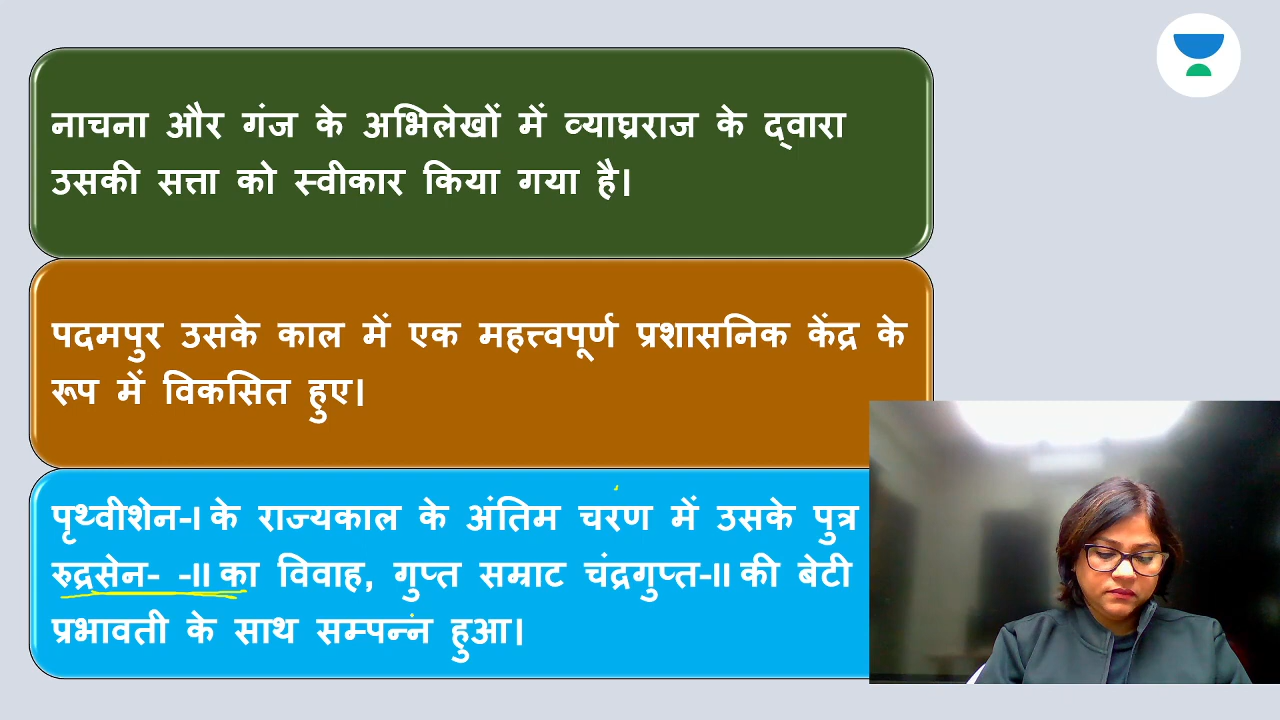 नाचना और गंज के अभिलेखों में व्याघ्रराज के द्वारा
उसकी सत्ता को स्वीकार किया गया है।
पदमपुर उसके काल में एक महत्त्वपूर्ण प्रशासनिक केंद्र के
रूप में विकसित हुए।
पृथ्वीशेन-I के राज्यकाल के अंतिम चरण में उसके पुत्र
रुद्रसेन- -II का विवाह, गुप्त सम्राट चंद्रगुप्त-II की बेटी
प्रभावती के साथ सम्पन्न हुआ।